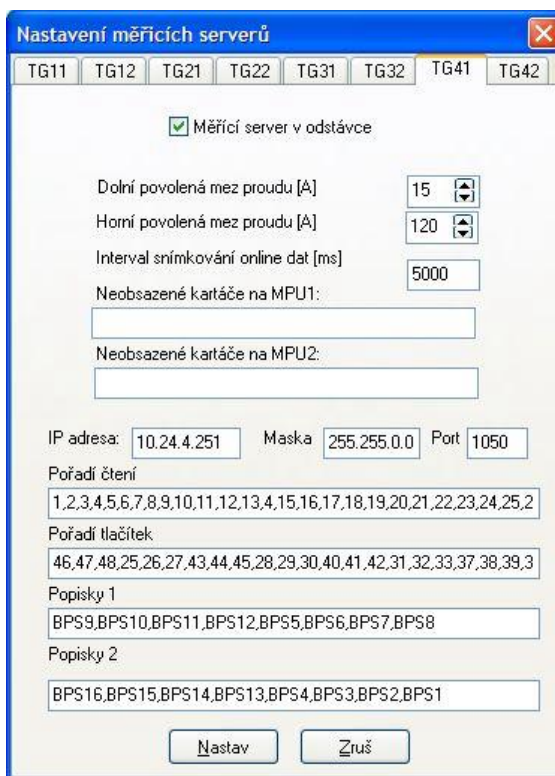 Nastavení měřicích serverů
TG11 TG12 TG21 TG22 TG31 TG32 TG41 TG42
Měřící server v odstávce
Dolní povolená mez proudu [A] 15
Horní povolená mez proudu [A] 120
Interval snímkování online dat [ms] 5000
Neobsazené kartáče na MPU1:
Neobsazené kartáče na MPU2:
IP adresa: 10.24.4.251 Maska 255.255.0.0 Port 1050
Pořadí čtení
1,2,3,4,5,6,7,8,9,10,11,12,13,4,15,16,17,18,19,20,21,22,23,24,25,2
Pořadí tlačítek
46,47,48,25,26,27,43,44,45,28,29,30,40,41,42,31,32,33,37,38,39,3
Popisky 1
BPS9,BPS10,BPS11,BPS12,BPS5,BPS6,BPS7,BPS8
Popisky 2
BPS16,BPS15,BPS14,BPS13,BPS4,BPS3,BPS2,BPS1
Nastav Zruš